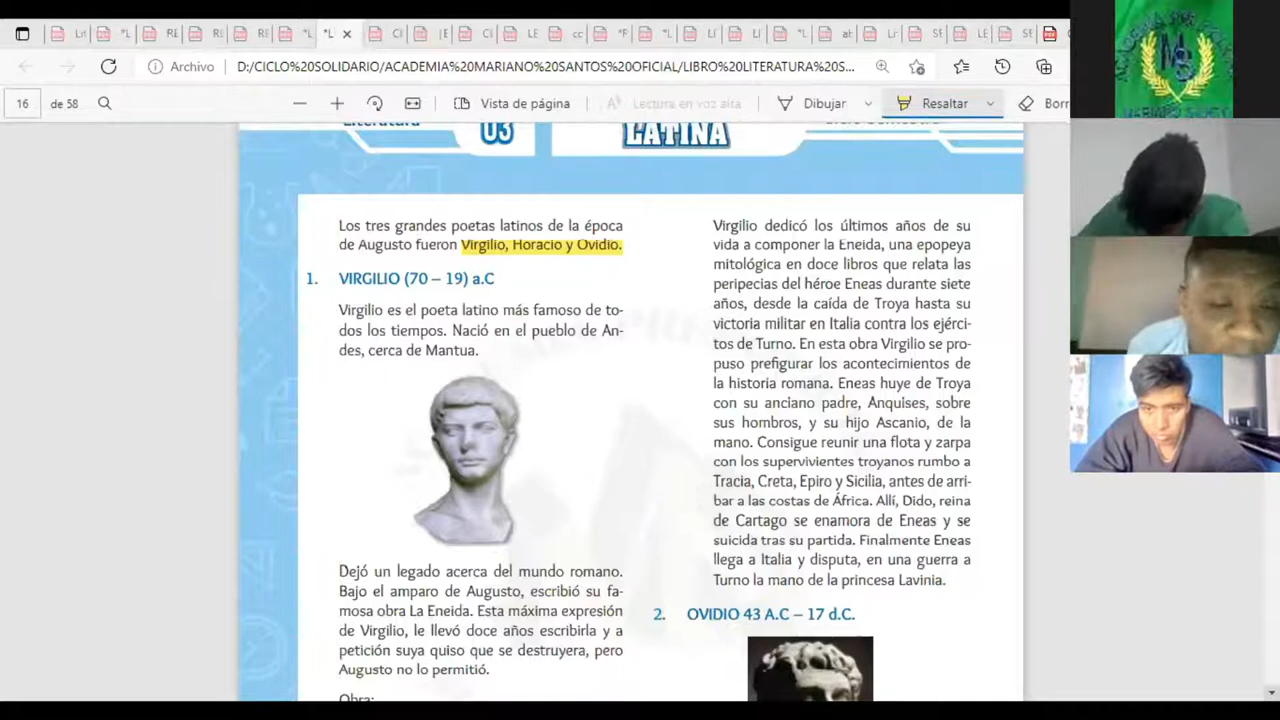 Archivo
D:/CICLO%20SOLIDARIO/ACADEMIA%20MARIANO%20SANTOS%20OFICIAL/LIBRO%20LITERATURA%20S...
16
de 58
Vista de página
Lectura en voz alta
Dibujar
Resaltar
Borr
Literatura
03
LATINA
Los tres grandes poetas latinos de la época
de Augusto fueron Virgilio, Horacio y Ovidio.
1. VIRGILIO (70 – 19) a.C
Virgilio es el poeta latino más famoso de to-
dos los tiempos. Nació en el pueblo de An-
des, cerca de Mantua.
Dejó un legado acerca del mundo romano.
Bajo el amparo de Augusto, escribió su fa-
mosa obra La Eneida. Esta máxima expresión
de Virgilio, le llevó doce años escribirla y a
petición suya quiso que se destruyera, pero
Augusto no lo permitió.
Obra:
Virgilio dedicó los últimos años de su
vida a componer la Eneida, una epopeya
mitológica en doce libros que relata las
peripecias del héroe Eneas durante siete
años, desde la caída de Troya hasta su
victoria militar en Italia contra los ejérci-
tos de Turno. En esta obra Virgilio se pro-
puso prefigurar los acontecimientos de
la historia romana. Eneas huye de Troya
con su anciano padre, Anquises, sobre
sus hombros, y su hijo Ascanio, de la
mano. Consigue reunir una flota y zarpa
con los supervivientes troyanos rumbo a
Tracia, Creta, Epiro y Sicilia, antes de arri-
bar a las costas de África. Allí, Dido, reina
de Cartago se enamora de Eneas y se
suicida tras su partida. Finalmente Eneas
llega a Italia y disputa, en una guerra a
Turno la mano de la princesa Lavinia.
2. OVIDIO 43 A.C – 17 d.C.